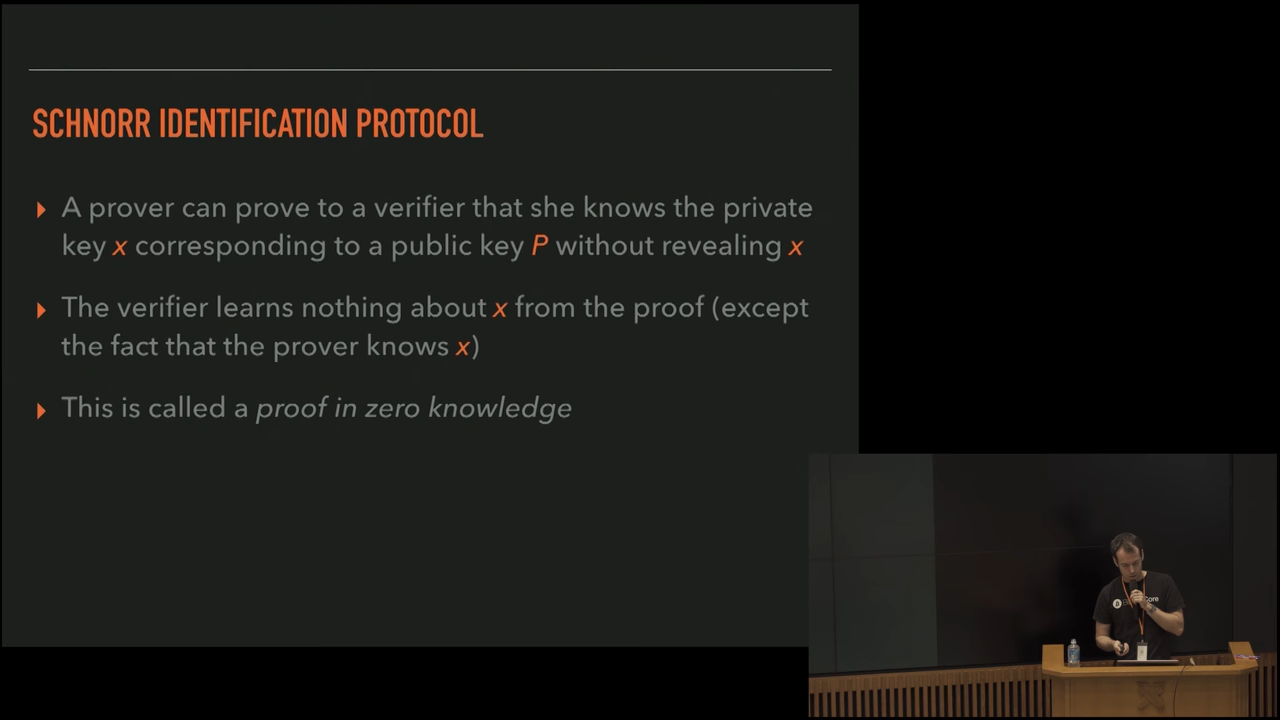 SCHNORR IDENTIFICATION PROTOCOL
A prover can prove to a verifier that she knows the private
key x corresponding to a public key P without revealing x
The verifier learns nothing about x from the proof (except
the fact that the prover knows x)
This is called a proof in zero knowledge